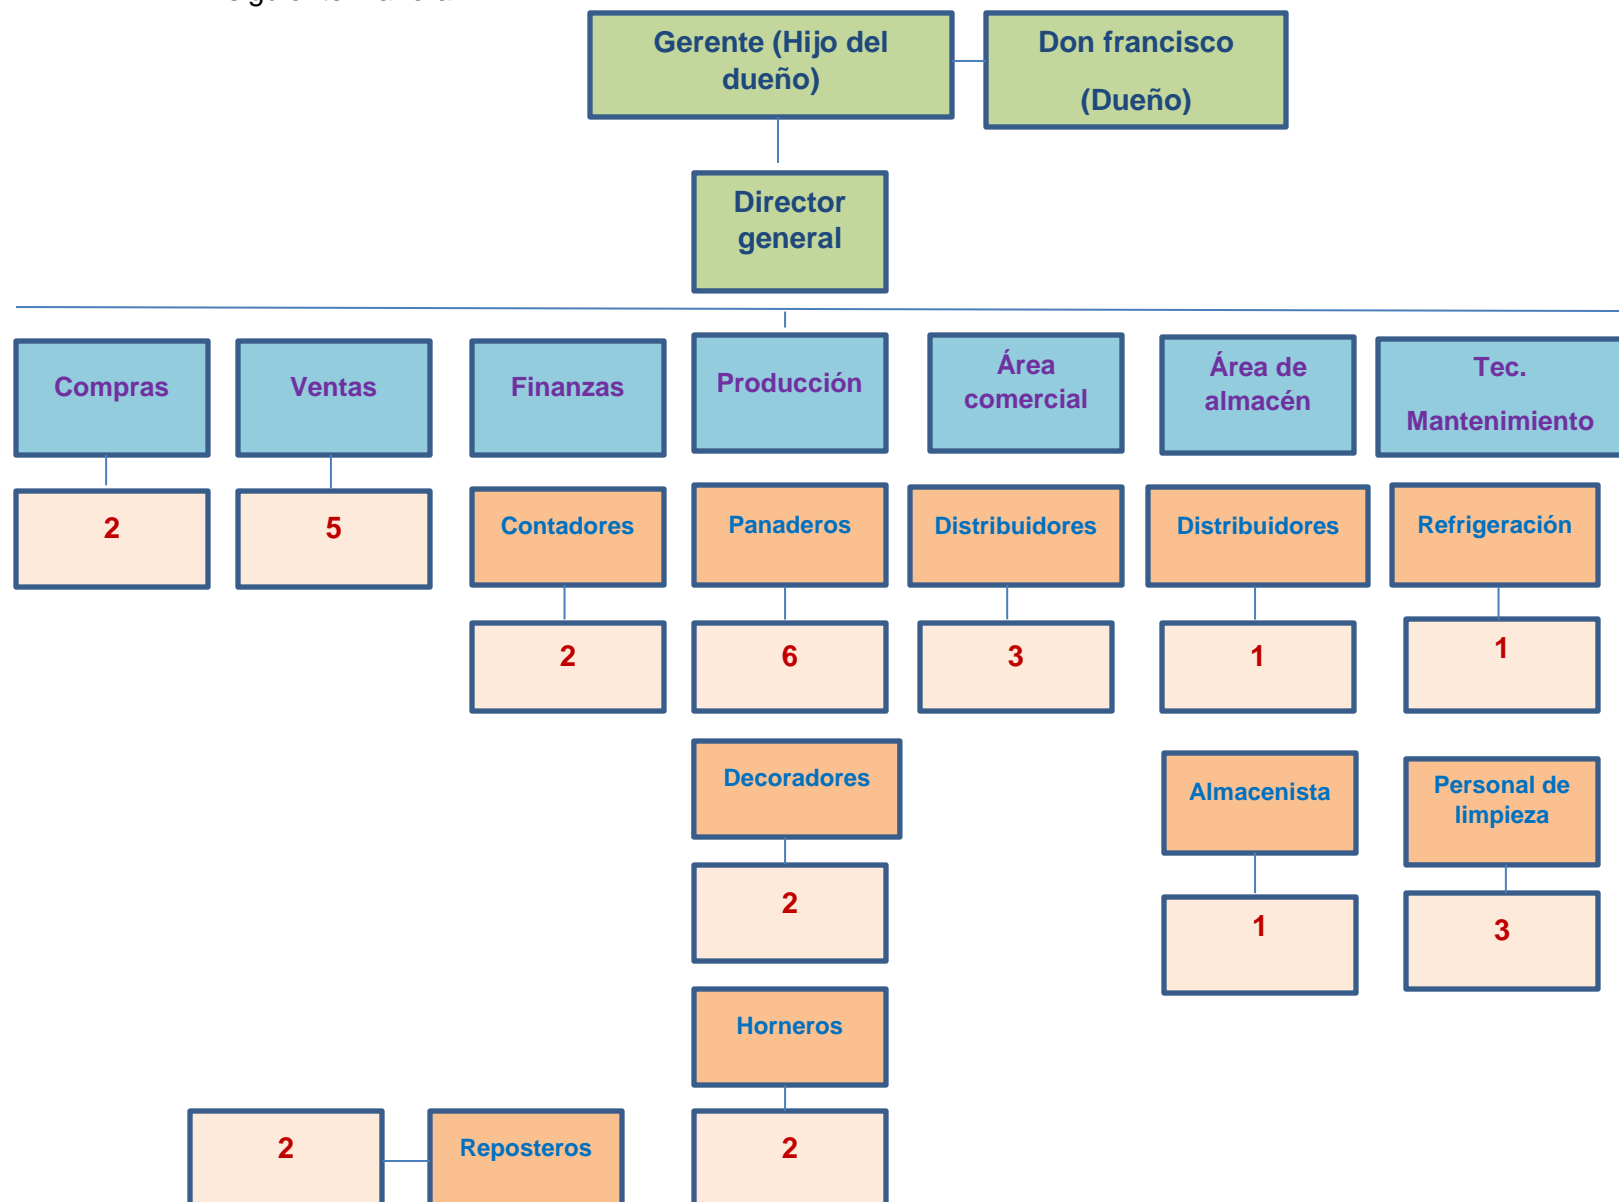 Gerente (Hijo del
dueño)
Don francisco
(Dueño)
Director
general
Compras
Ventas
Finanzas
Producción
Área
comercial
Área de
almacén
Tec.
Mantenimiento
2
5
Contadores
Panaderos
Distribuidores
Distribuidores
Refrigeración
2
6
3
1
1
Decoradores
Almacenista
Personal de
limpieza
2
1
3
Horneros
2
Reposteros
2